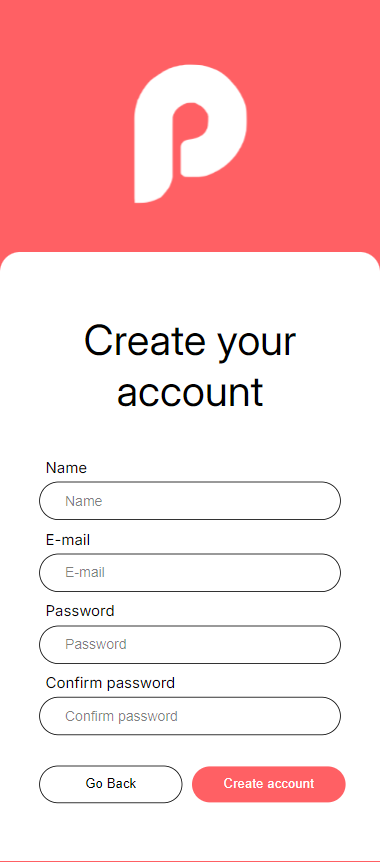 Create your
account
Name
Name
E-mail
E-mail
Password
Password
Confirm password
Confirm password
Go Back Create account